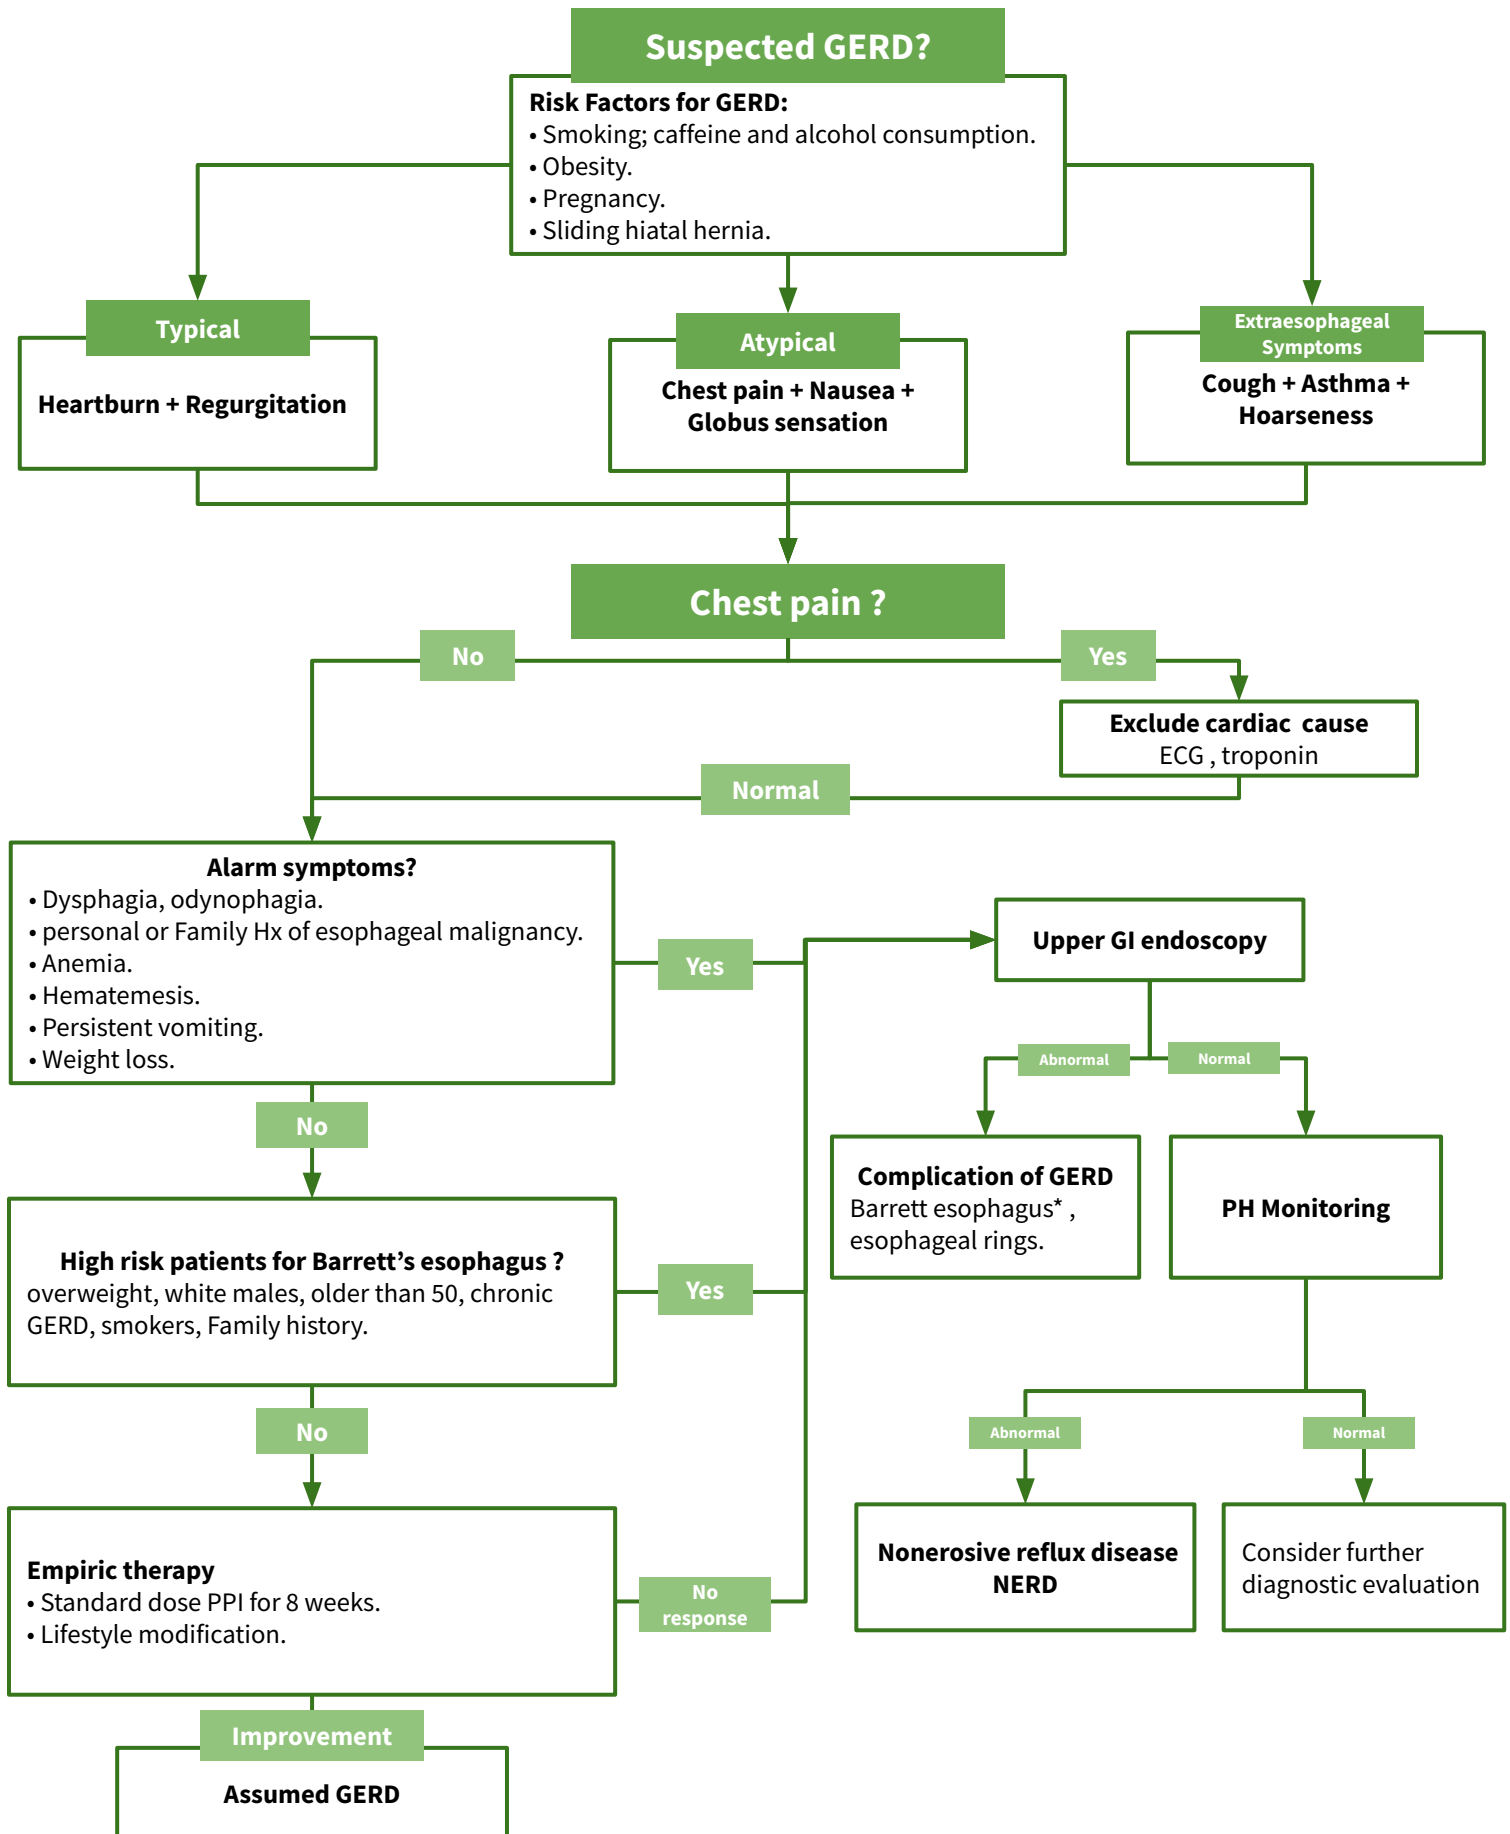 Suspected GERD?
Risk Factors for GERD:
• Smoking; caffeine and alcohol consumption.
• Obesity.
• Pregnancy.
• Sliding hiatal hernia.
Typical
Heartburn + Regurgitation
Atypical
Chest pain + Nausea +
Globus sensation
Extraesophageal
Symptoms
Cough + Asthma +
Hoarseness
Chest pain ?
No
Yes
Exclude cardiac  cause
ECG , troponin
Normal
Alarm symptoms?
• Dysphagia, odynophagia.
• personal or Family Hx of esophageal malignancy.
• Anemia.
• Hematemesis.
• Persistent vomiting.
• Weight loss.
Yes
No
Upper GI endoscopy
Abnormal
Normal
Complication of GERD
Barrett esophagus* ,
esophageal rings.
PH Monitoring
High risk patients for Barrett’s esophagus ?
overweight, white males, older than 50, chronic
GERD, smokers, Family history.
Yes
No
Abnormal
Normal
Nonerosive reflux disease
NERD
Consider further
diagnostic evaluation
Empiric therapy
• Standard dose PPI for 8 weeks.
• Lifestyle modification.
No
response
Improvement
Assumed GERD